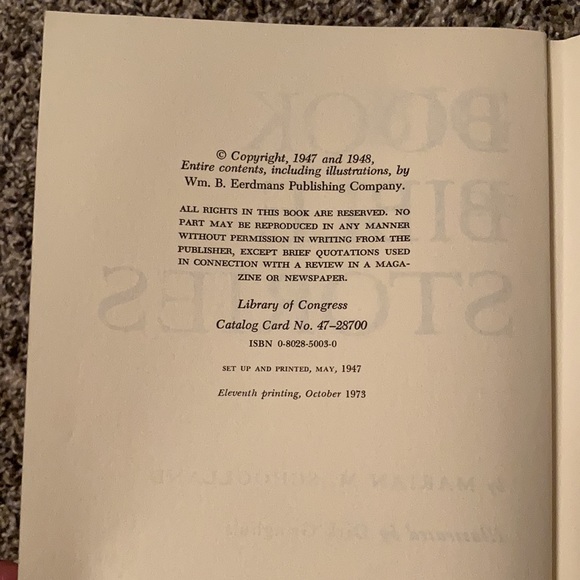 © Copyright, 1947 and 1948,
Entire contents, including illustrations, by
Wm. B. Eerdmans Publishing Company.
ALL RIGHTS IN THIS BOOK ARE RESERVED. NO
PART MAY BE REPRODUCED IN ANY MANNER
WITHOUT PERMISSION IN WRITING FROM THE
PUBLISHER, EXCEPT BRIEF QUOTATIONS USED
IN CONNECTION WITH A REVIEW IN A MAGA-
ZINE OR NEWSPAPER.
Library of Congress
Catalog Card No. 47-28700
ISBN 0-8028-5003-0
SET UP AND PRINTED, MAY, 1947
Eleventh printing, October 1973